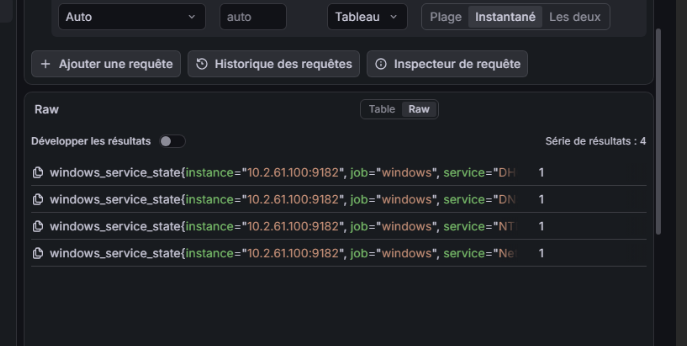 Auto auto Tableau Plage Instantané Les deux
+ Ajouter une requête Historique des requêtes Inspecteur de requête
Raw Table Raw
Développer les résultats Série de résultats : 4
windows_service_state{instance="10.2.61.100:9182", job="windows", service="DH 1
windows_service_state{instance="10.2.61.100:9182", job="windows", service="DN 1
windows_service_state{instance="10.2.61.100:9182", job="windows", service="NT 1
windows_service_state{instance="10.2.61.100:9182", job="windows", service="Ne 1